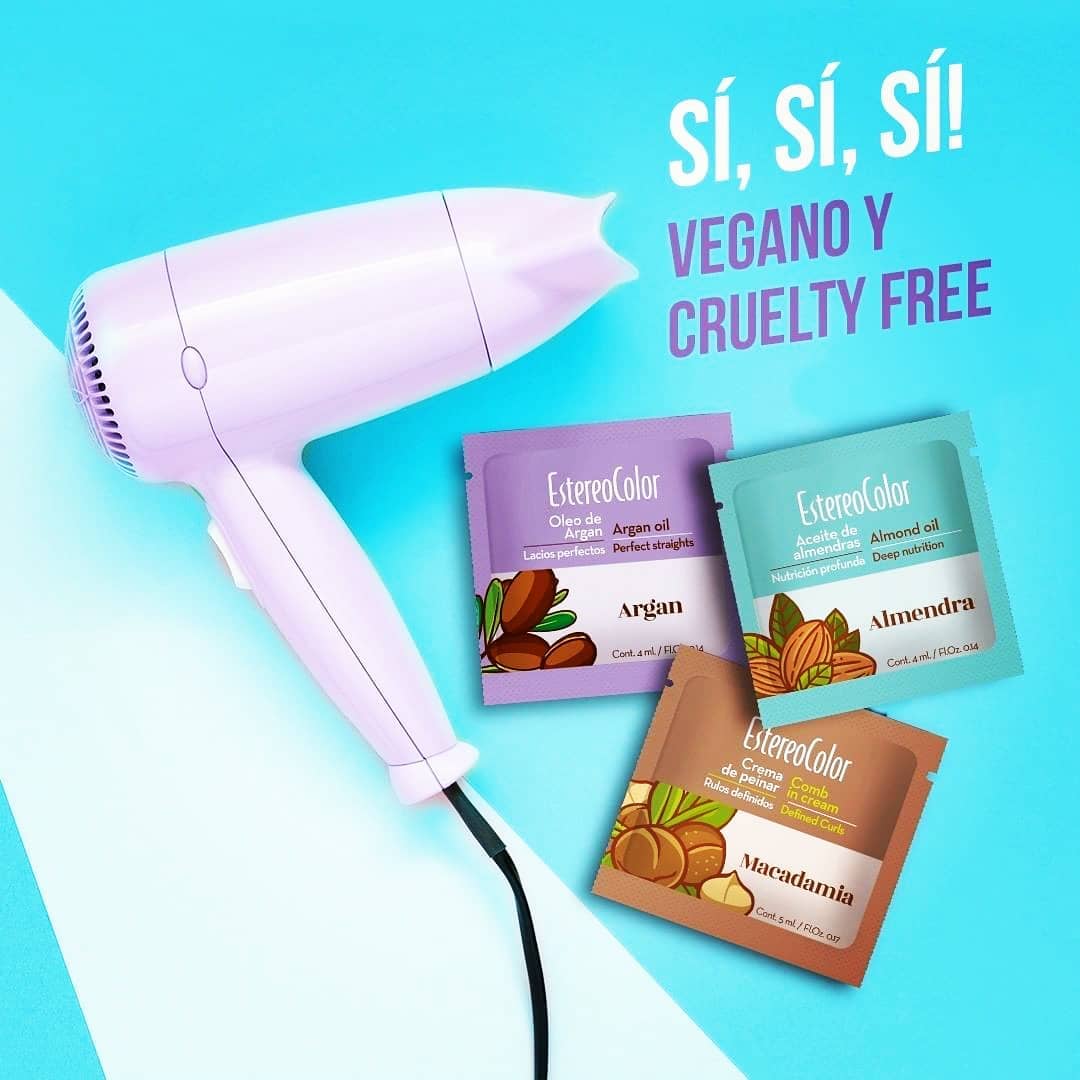 SÍ, SÍ, SÍ!
VEGANO Y
CRUELTY FREE
EstereoColor
Oleo de
Argan
Argan oil
Lacios perfectos
Perfect straights
Argan
Cont. 4 ml. / Fl.Oz. 0.14
EstereoColor
Aceite de
almendras
Almond oil
Nutrición profunda
Deep nutrition
Almendra
Cont. 4 ml. / Fl.Oz. 0.14
EstereoColor
Crema
de peinar
Comb
in cream
Rulos definidos
Defined Curls
Macadamia
Cont. 5 ml. / Fl.Oz. 0.17